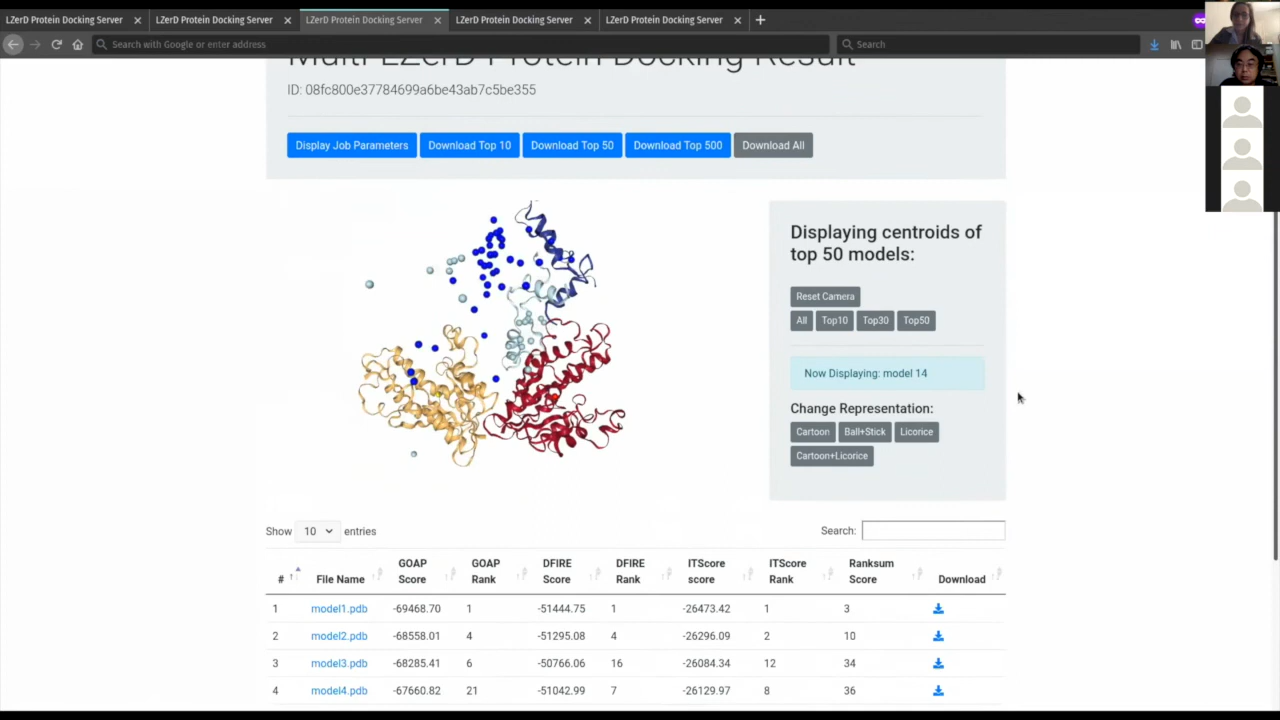 LZerD Protein Docking Server
LZerD Protein Docking Server
LZerD Protein Docking Server
LZerD Protein Docking Server
LZerD Protein Docking Server
Search with Google or enter address
Search
Multi LZerD Protein Docking Result
ID: 08fc800e37784699a6be43ab7c5be355
Display Job Parameters
Download Top 10
Download Top 50
Download Top 500
Download All
Displaying centroids of
top 50 models:
Reset Camera
All Top10 Top30 Top50
Now Displaying: model 14
Change Representation:
Cartoon Ball+Stick Licorice
Cartoon+Licorice
Show 10 entries
Search:
# File Name GOAP Score GOAP Rank DFIRE Score DFIRE Rank ITScore score ITScore Rank Ranksum Score Download
1 model1.pdb -69468.70 1 -51444.75 1 -26473.42 1 3
2 model2.pdb -68558.01 4 -51295.08 4 -26296.09 2 10
3 model3.pdb -68285.41 6 -50766.06 16 -26084.34 12 34
4 model4.pdb -67660.82 21 -51042.99 7 -26129.97 8 36